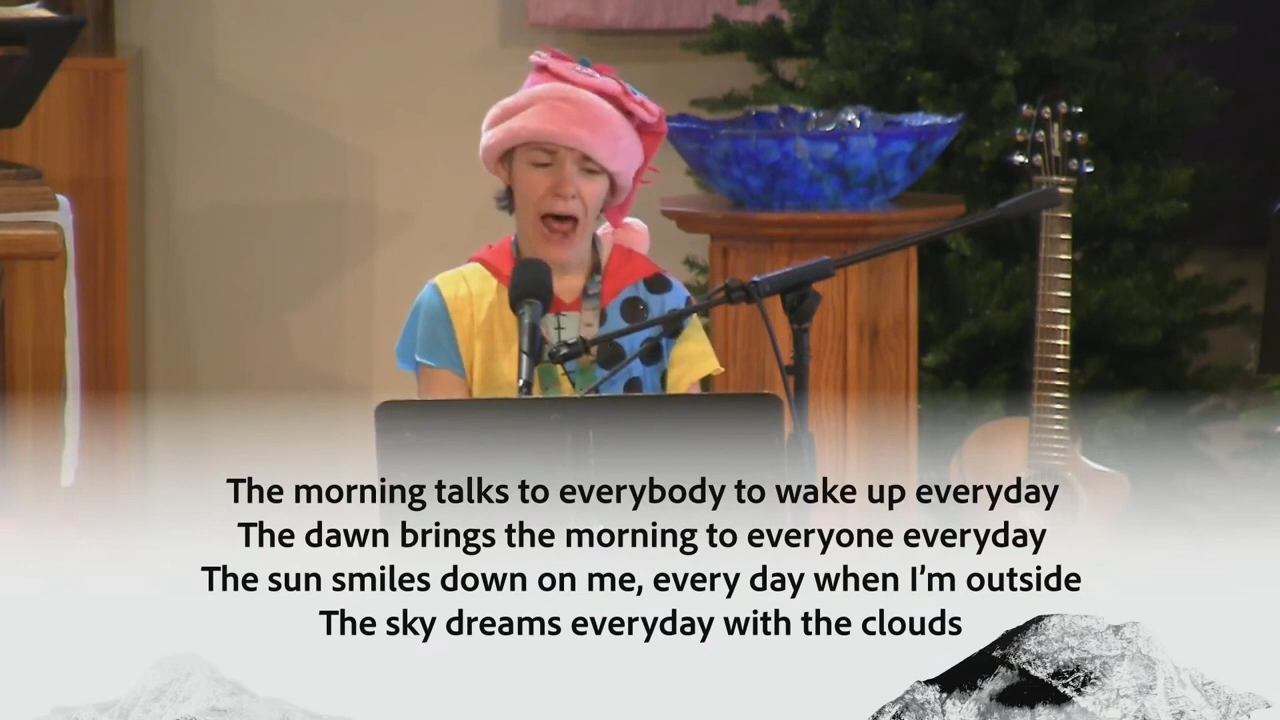 The morning talks to everybody to wake up everyday
The dawn brings the morning to everyone everyday
The sun smiles down on me, every day when I’m outside
The sky dreams everyday with the clouds